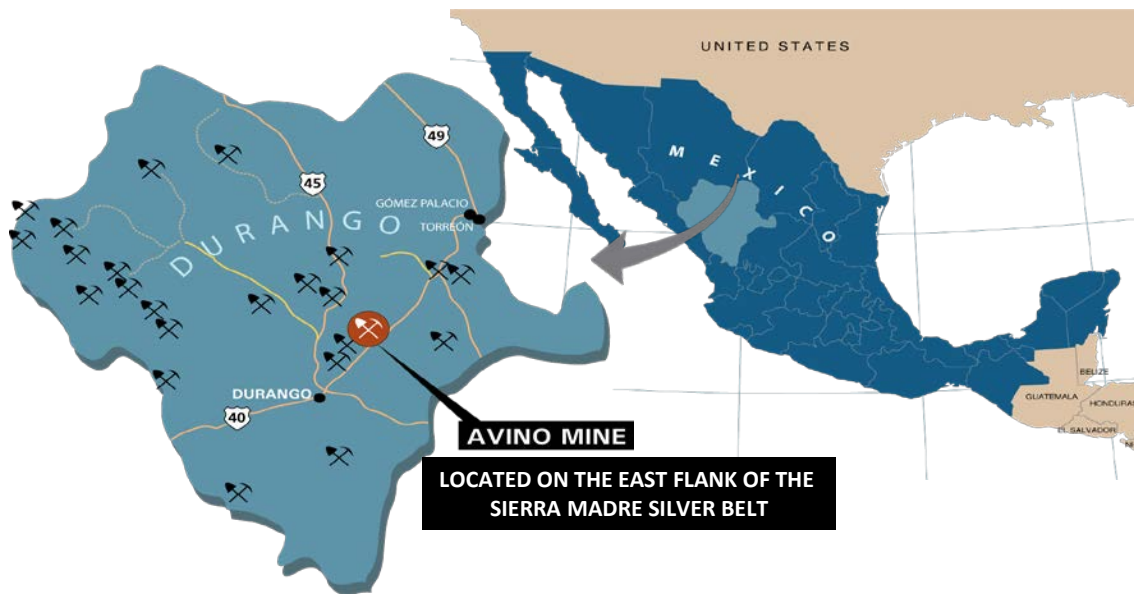 UNITED STATES
MEXICO
49
45
GÓMEZ PALACIO
TORREÓN
DURANGO
DURANGO
40
AVINO MINE
LOCATED ON THE EAST FLANK OF THE
SIERRA MADRE SILVER BELT
BELIZE
GUATEMALA
HONDURA
EL SALVADOR